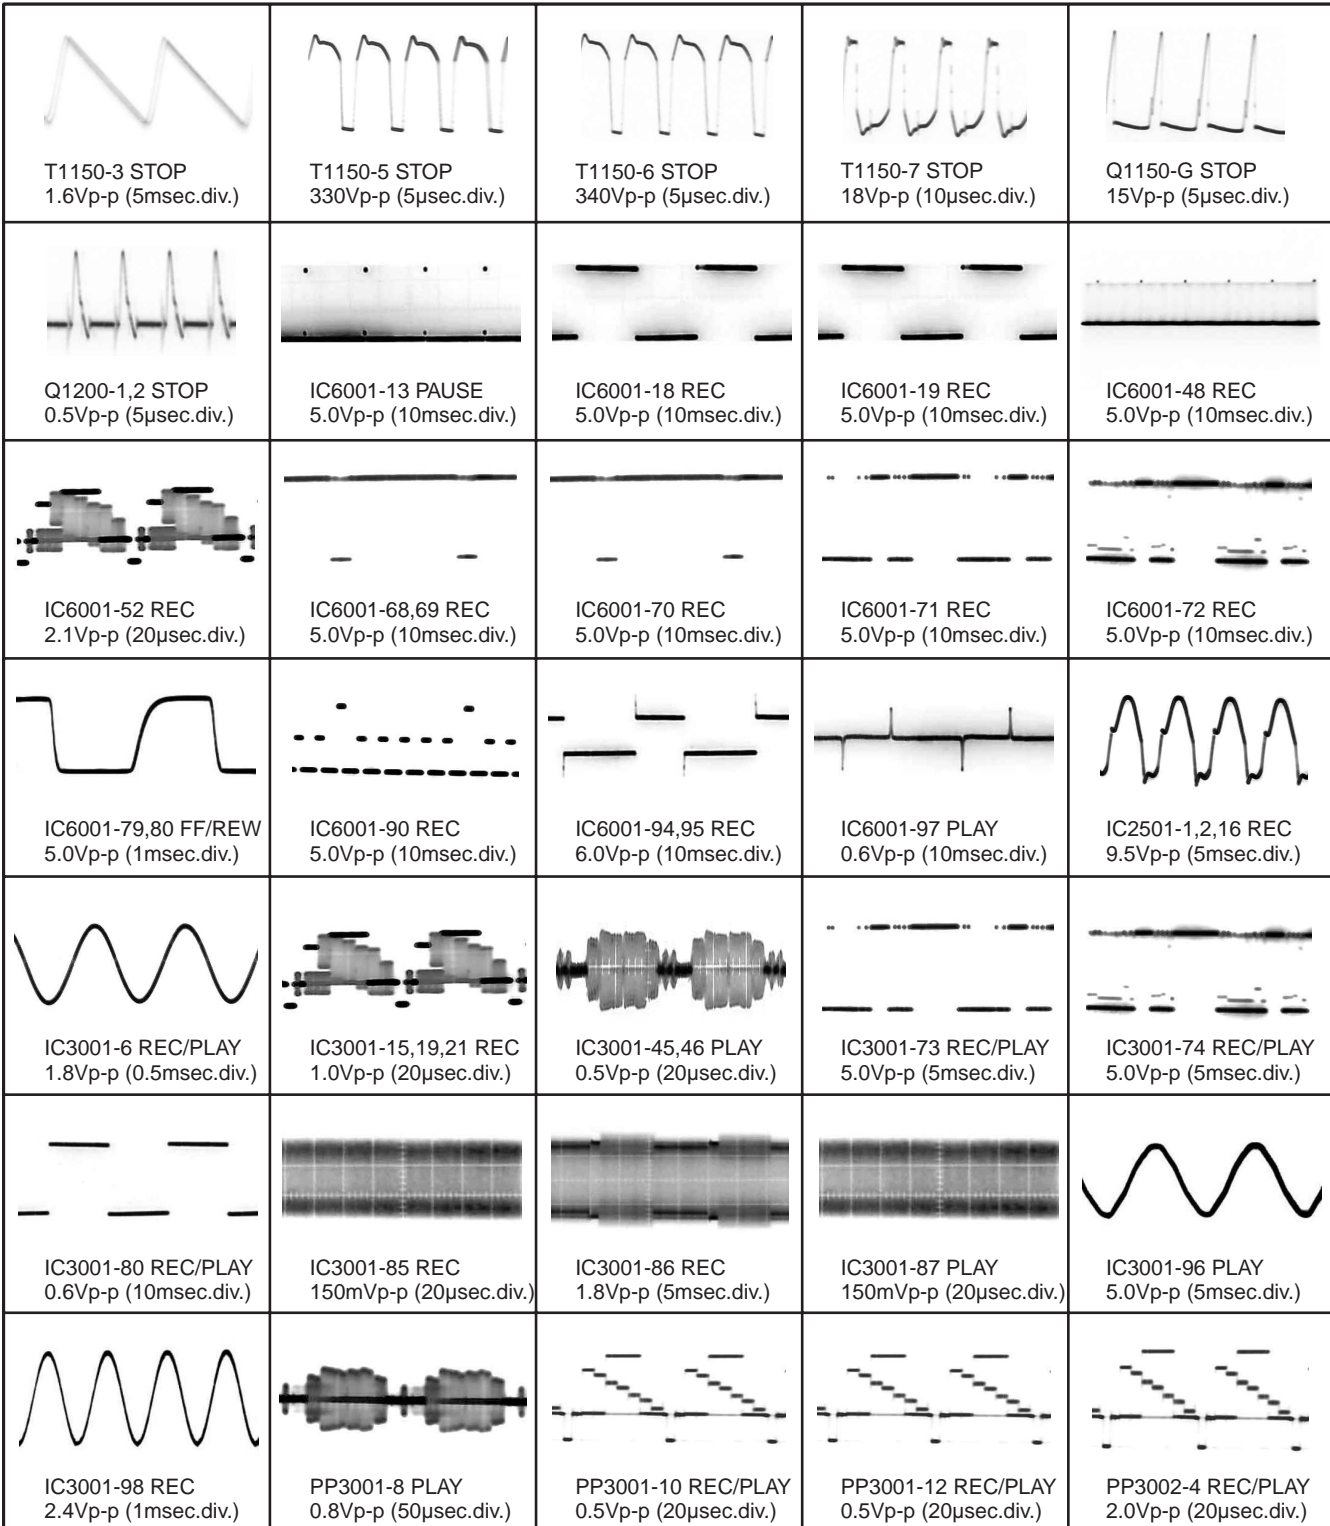 T1150-3 STOP
1.6Vp-p (5msec.div.)
T1150-5 STOP
330Vp-p (5µsec.div.)
T1150-6 STOP
340Vp-p (5µsec.div.)
T1150-7 STOP
18Vp-p (10µsec.div.)
Q1150-G STOP
15Vp-p (5µsec.div.)
Q1200-1,2 STOP
0.5Vp-p (5µsec.div.)
IC6001-13 PAUSE
5.0Vp-p (10msec.div.)
IC6001-18 REC
5.0Vp-p (10msec.div.)
IC6001-19 REC
5.0Vp-p (10msec.div.)
IC6001-48 REC
5.0Vp-p (10msec.div.)
IC6001-52 REC
2.1Vp-p (20µsec.div.)
IC6001-68,69 REC
5.0Vp-p (10msec.div.)
IC6001-70 REC
5.0Vp-p (10msec.div.)
IC6001-71 REC
5.0Vp-p (10msec.div.)
IC6001-72 REC
5.0Vp-p (10msec.div.)
IC6001-79,80 FF/REW
5.0Vp-p (1msec.div.)
IC6001-90 REC
5.0Vp-p (10msec.div.)
IC6001-94,95 REC
6.0Vp-p (10msec.div.)
IC6001-97 PLAY
0.6Vp-p (10msec.div.)
IC2501-1,2,16 REC
9.5Vp-p (5msec.div.)
IC3001-6 REC/PLAY
1.8Vp-p (0.5msec.div.)
IC3001-15,19,21 REC
1.0Vp-p (20µsec.div.)
IC3001-45,46 PLAY
0.5Vp-p (20µsec.div.)
IC3001-73 REC/PLAY
5.0Vp-p (5msec.div.)
IC3001-74 REC/PLAY
5.0Vp-p (5msec.div.)
IC3001-80 REC/PLAY
0.6Vp-p (10msec.div.)
IC3001-85 REC
150mVp-p (20µsec.div.)
IC3001-86 REC
1.8Vp-p (5msec.div.)
IC3001-87 PLAY
150mVp-p (20µsec.div.)
IC3001-96 PLAY
5.0Vp-p (5msec.div.)
IC3001-98 REC
2.4Vp-p (1msec.div.)
PP3001-8 PLAY
0.8Vp-p (50µsec.div.)
PP3001-10 REC/PLAY
0.5Vp-p (20µsec.div.)
PP3001-12 REC/PLAY
0.5Vp-p (20µsec.div.)
PP3002-4 REC/PLAY
2.0Vp-p (20µsec.div.)